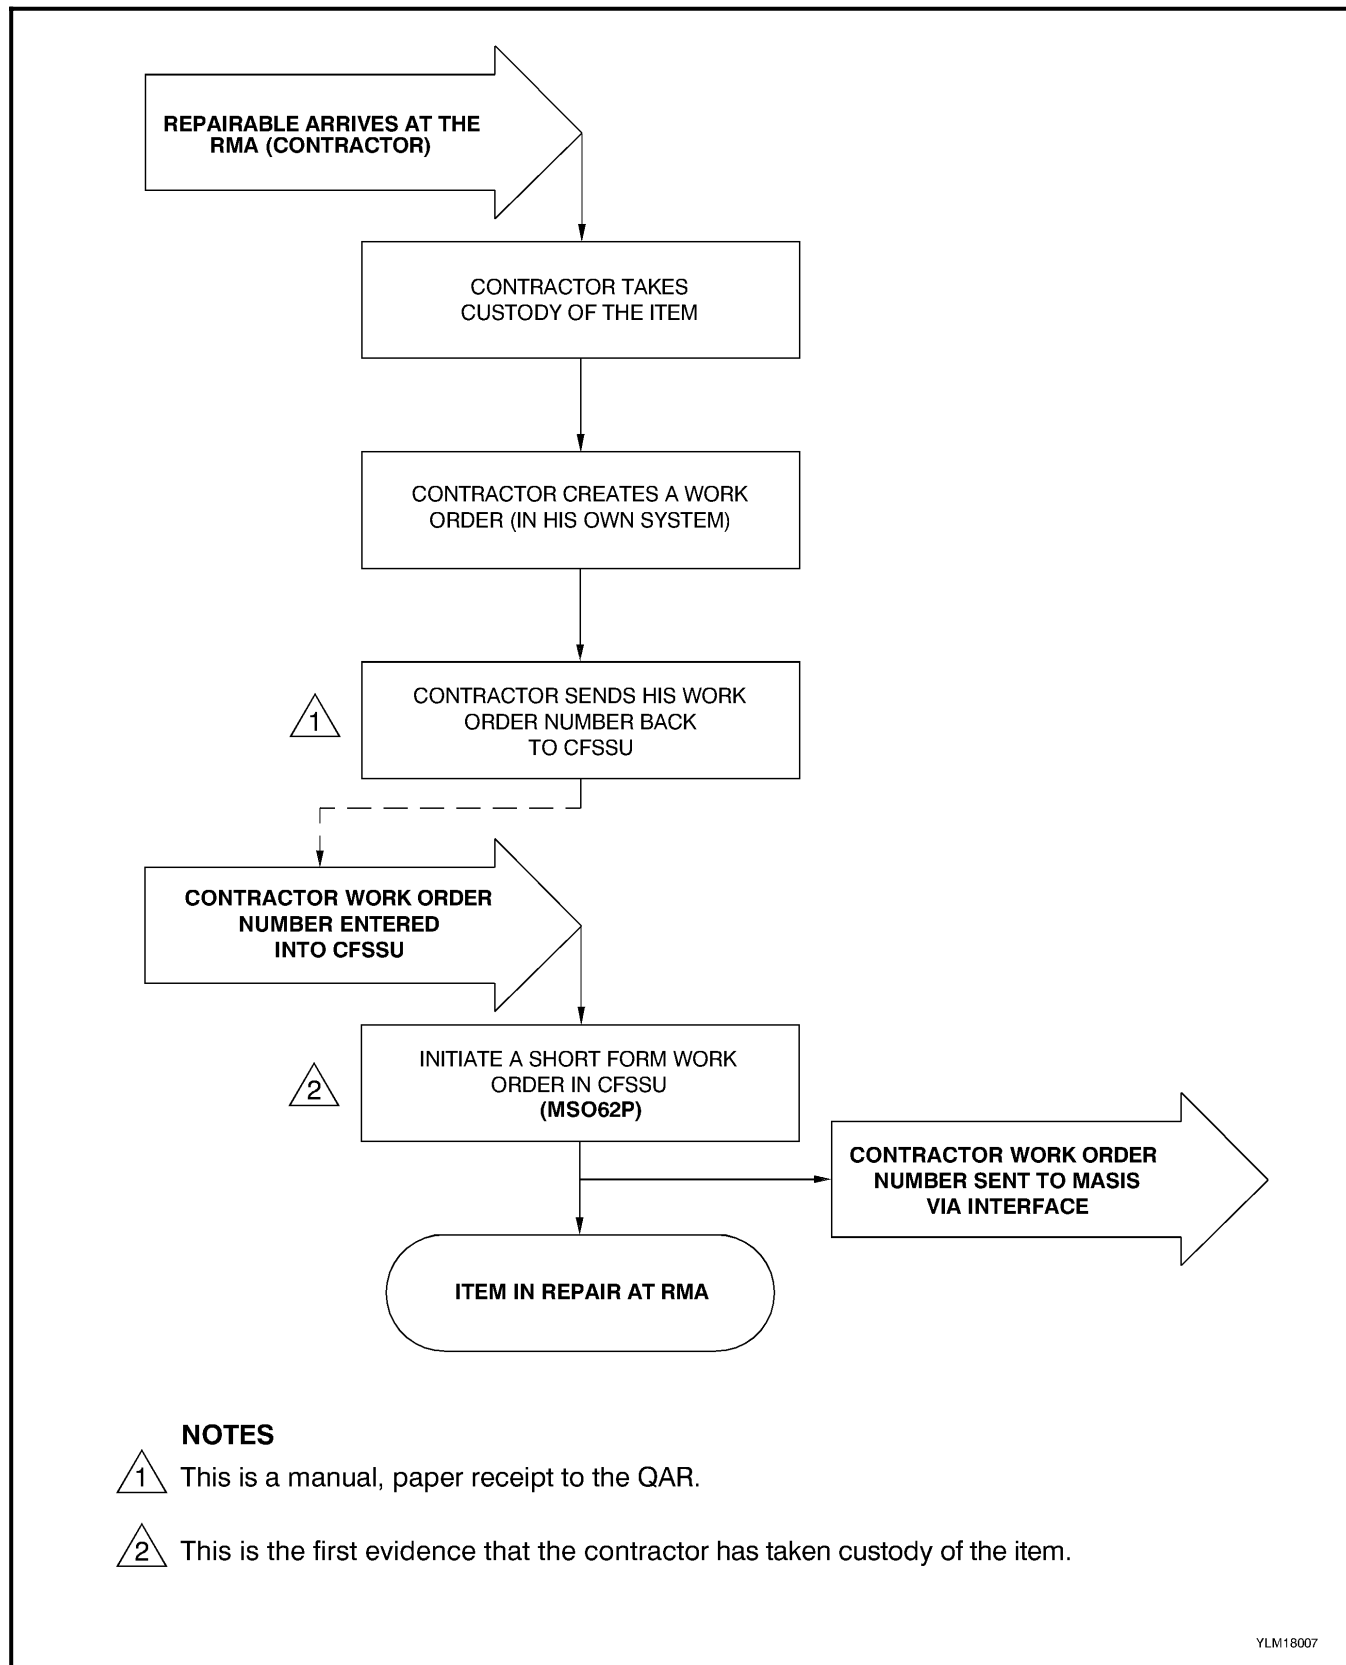 REPAIRABLE ARRIVES AT THE
RMA (CONTRACTOR)
CONTRACTOR TAKES
CUSTODY OF THE ITEM
CONTRACTOR CREATES A WORK
ORDER (IN HIS OWN SYSTEM)
1
CONTRACTOR SENDS HIS WORK
ORDER NUMBER BACK
TO CFSSU
CONTRACTOR WORK ORDER
NUMBER ENTERED
INTO CFSSU
2
INITIATE A SHORT FORM WORK
ORDER IN CFSSU
(MSO62P)
CONTRACTOR WORK ORDER
NUMBER SENT TO MASIS
VIA INTERFACE
ITEM IN REPAIR AT RMA
NOTES
1 This is a manual, paper receipt to the QAR.
2 This is the first evidence that the contractor has taken custody of the item.
YLM18007